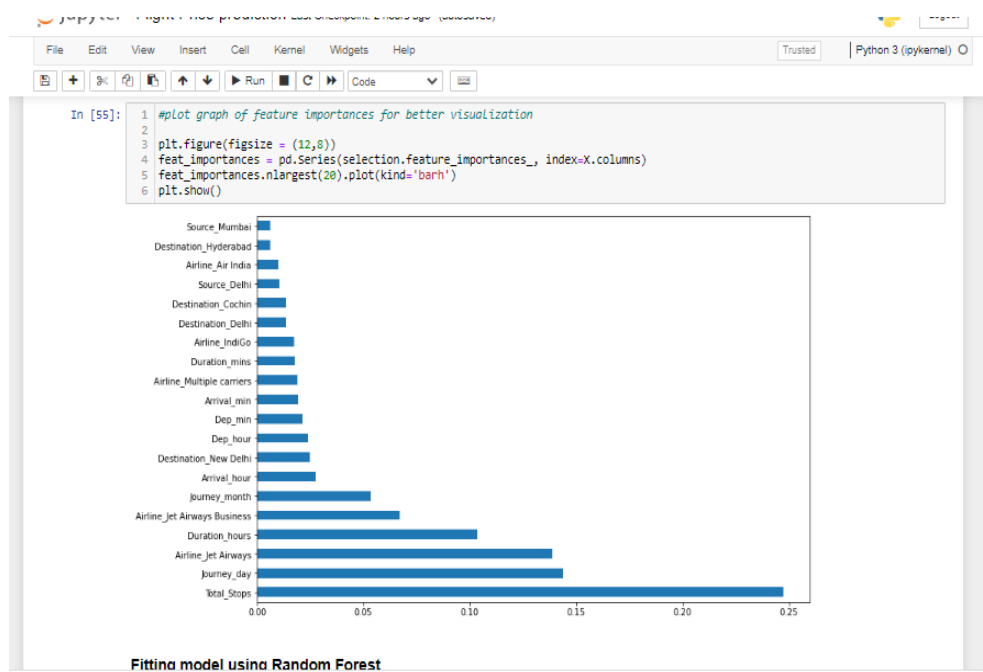 File Edit View Insert Cell Kernel Widgets Help Trusted Python 3 (ipykernel)
Run Code
In [55]: 1 #plot graph of feature importances for better visualization
2
3 plt.figure(figsize = (12,8))
4 feat_importances = pd.Series(selection.feature_importances_, index=X.columns)
5 feat_importances.nlargest(20).plot(kind='barh')
6 plt.show()
Source_Mumbai
Destination_Hyderabad
Airline_Air India
Source_Delhi
Destination_Cochin
Destination_Delhi
Airline_IndiGo
Duration_mins
Airline_Multiple carriers
Arrival_min
Dep_min
Dep_hour
Destination_New Delhi
Arrival_hour
Journey_month
Airline_Jet Airways Business
Duration_hours
Airline_Jet Airways
Journey_day
Total_Stops
0.00 0.05 0.10 0.15 0.20 0.25
Fitting model using Random Forest